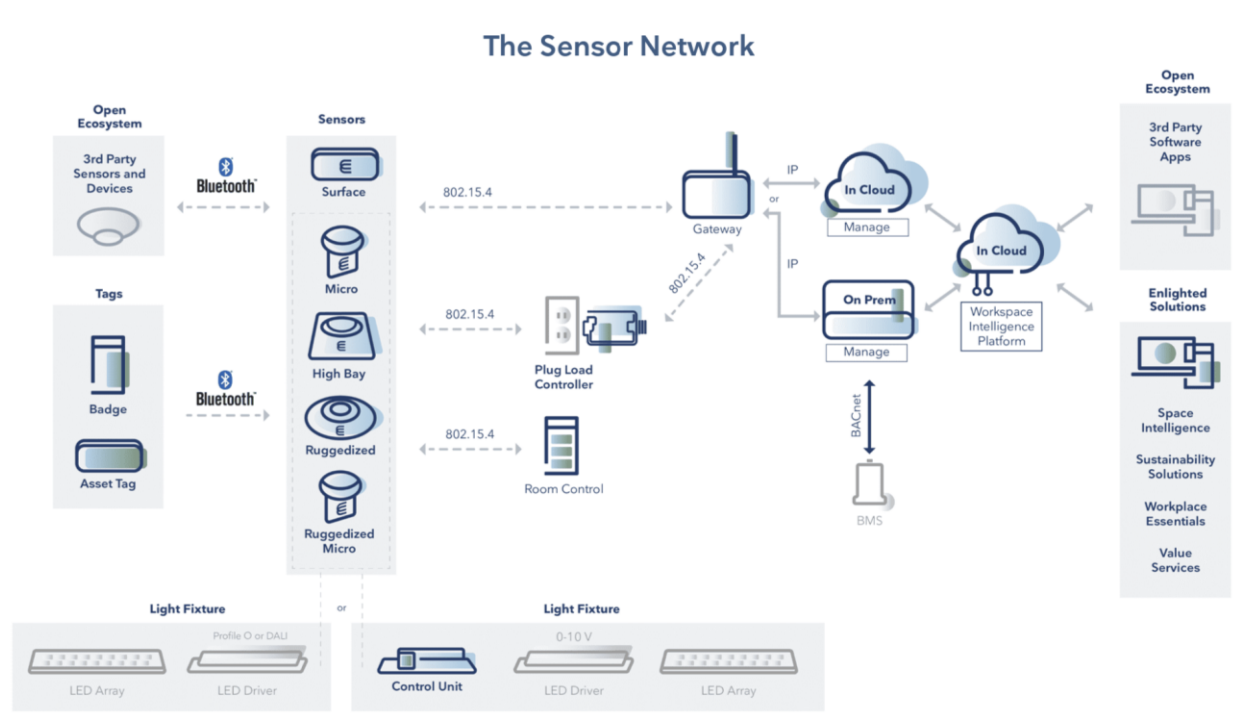 The Sensor Network
Open
Ecosystem
3rd Party
Sensors and
Devices
Bluetooth™
Tags
Badge
Asset Tag
Bluetooth™
Sensors
Surface
Micro
High Bay
Ruggedized
Ruggedized
Micro
802.15.4
802.15.4
802.15.4
802.15.4
Plug Load
Controller
Room Control
Gateway
IP
or
IP
In Cloud
Manage
On Prem
Manage
BACnet
BMS
In Cloud
Workspace
Intelligence
Platform
Open
Ecosystem
3rd Party
Software
Apps
Enlighted
Solutions
Space
Intelligence
Sustainability
Solutions
Workplace
Essentials
Value
Services
Light Fixture
Profile O or DALI
LED Array
LED Driver
or
Light Fixture
0-10 V
Control Unit
LED Driver
LED Array